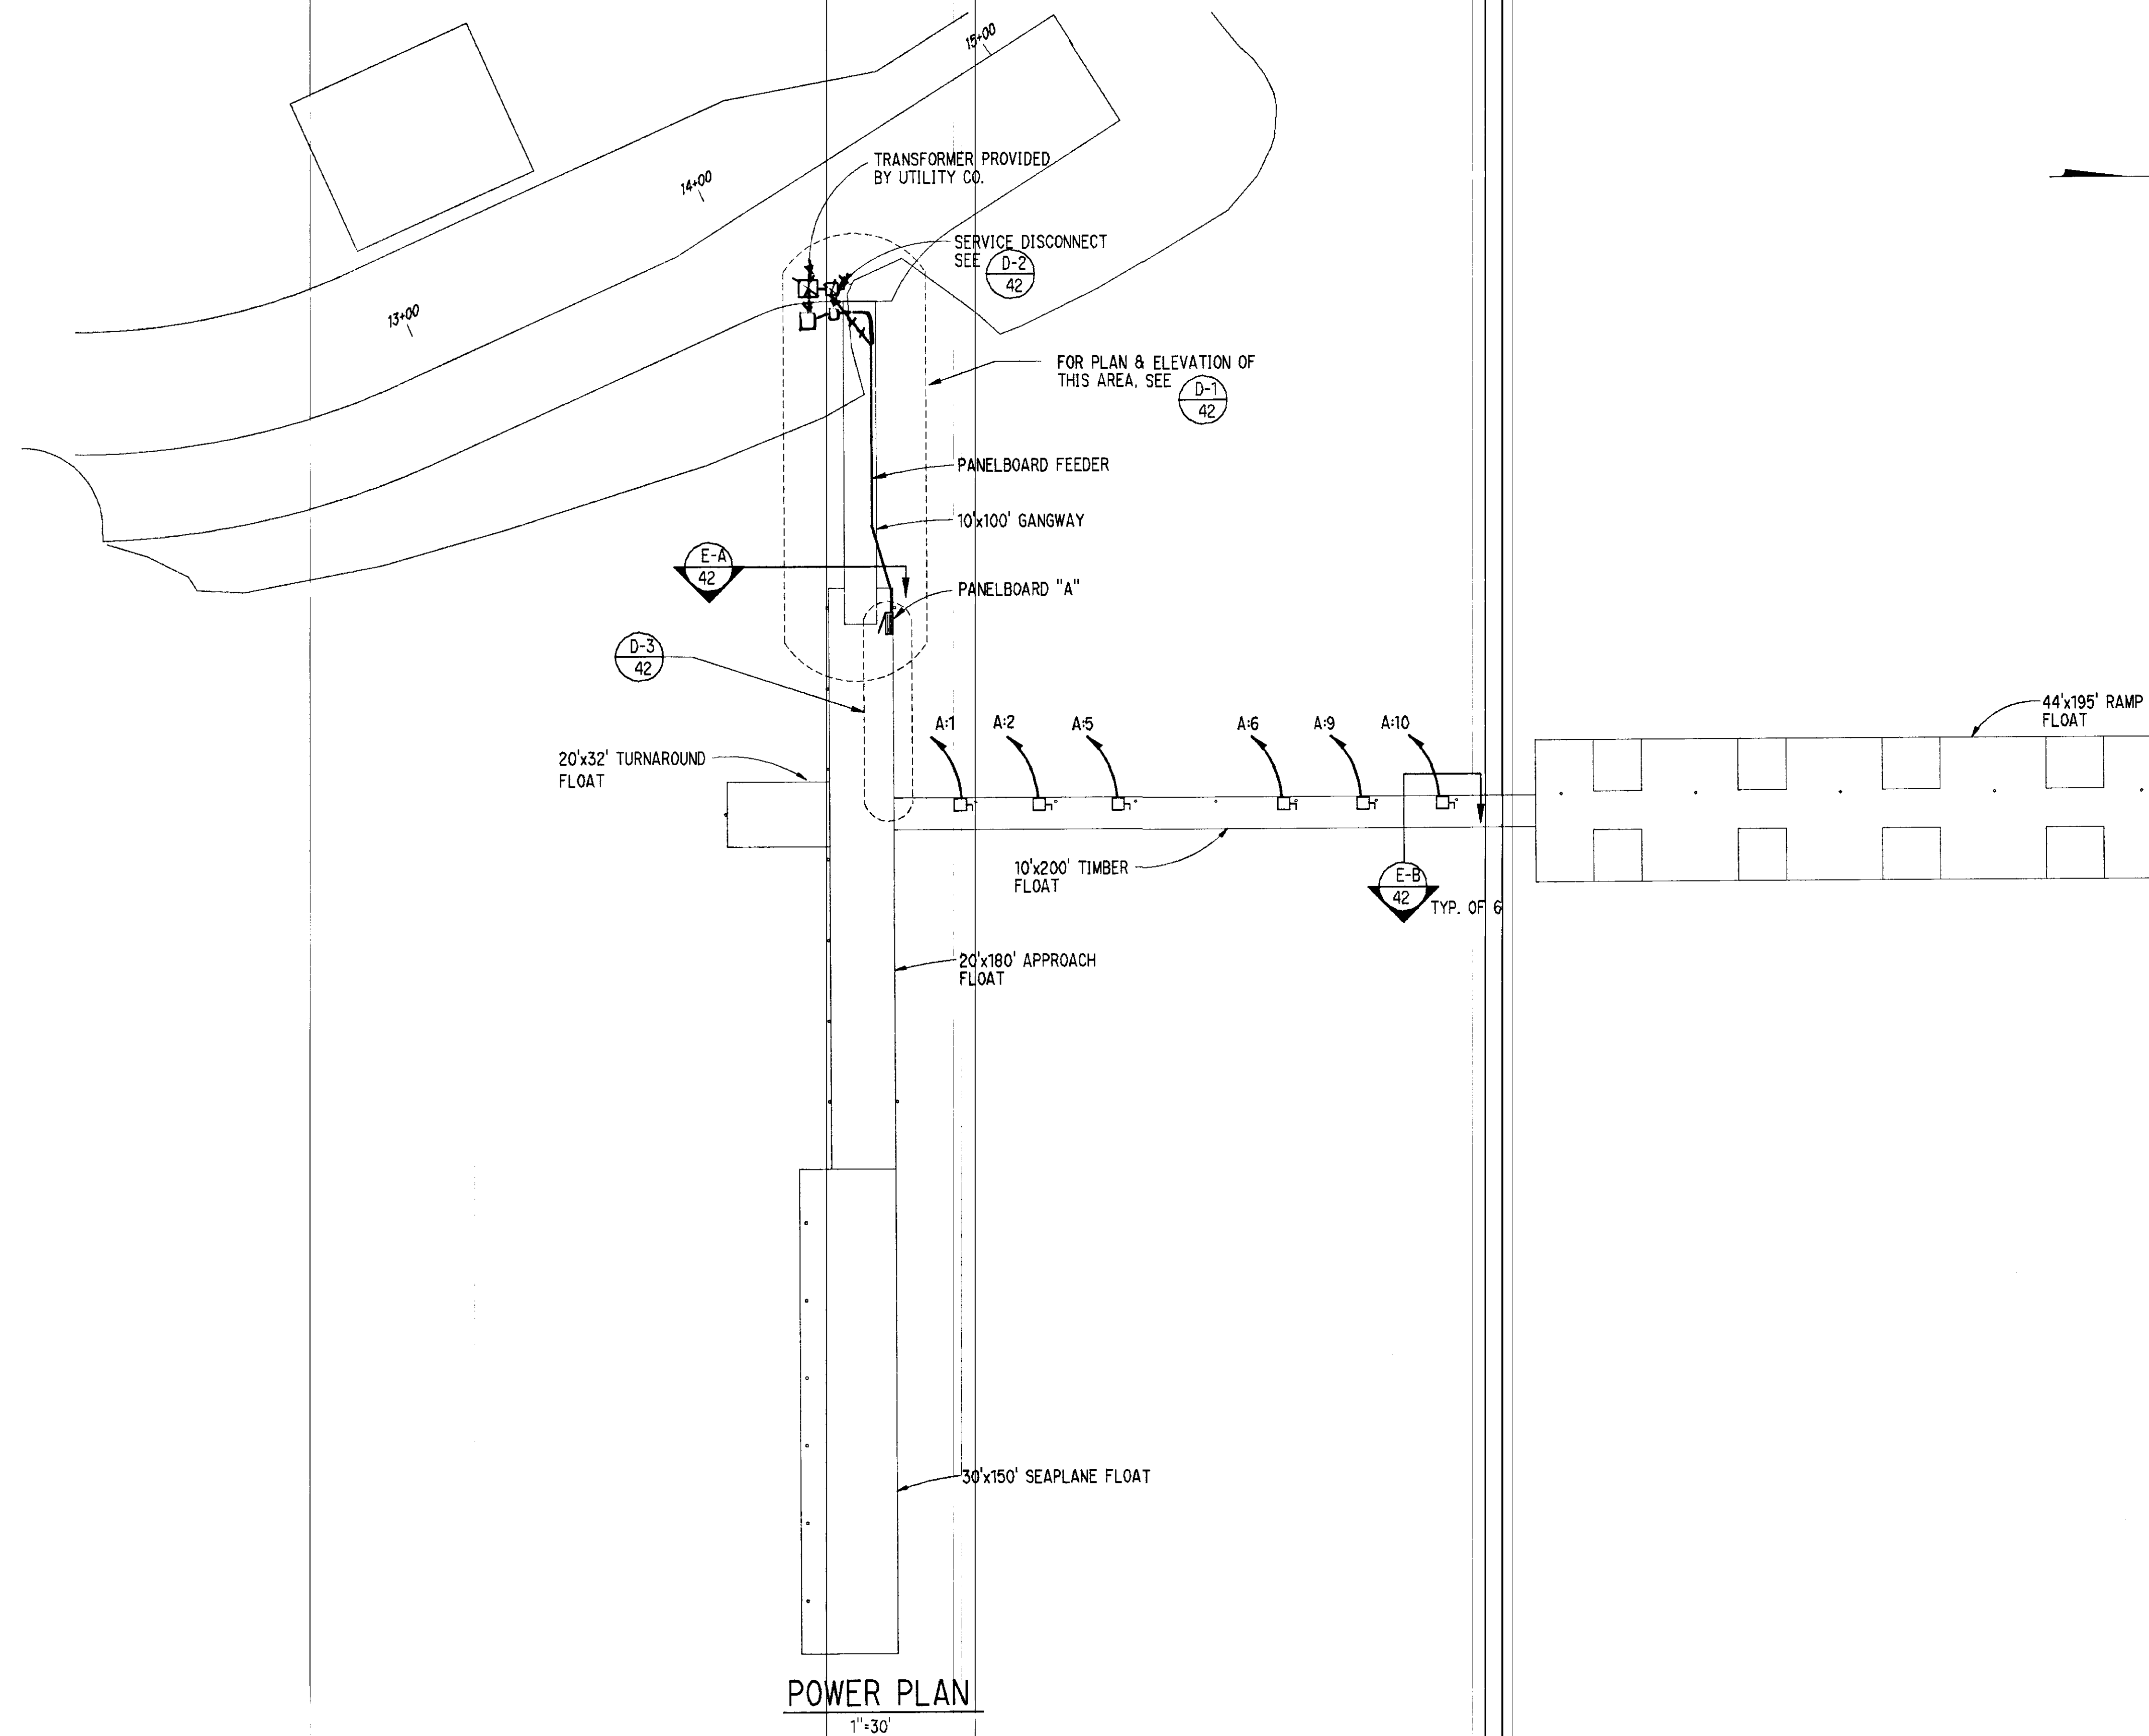 15+00
14+00
13+00
TRANSFORMER PROVIDED
BY UTILITY CO.
SERVICE DISCONNECT
SEE
D-2
42
FOR PLAN & ELEVATION OF
THIS AREA, SEE
D-1
42
PANELBOARD FEEDER
10'x100' GANGWAY
E-A
42
PANELBOARD "A"
D-3
42
44'x195' RAMP
FLOAT
A:1
A:2
A:5
A:6
A:9
A:10
20'x32' TURNAROUND
FLOAT
10'x200' TIMBER
FLOAT
E-B
42
TYP. OF 6
20'x180' APPROACH
FLOAT
30'x150' SEAPLANE FLOAT
POWER PLAN
1"=30'